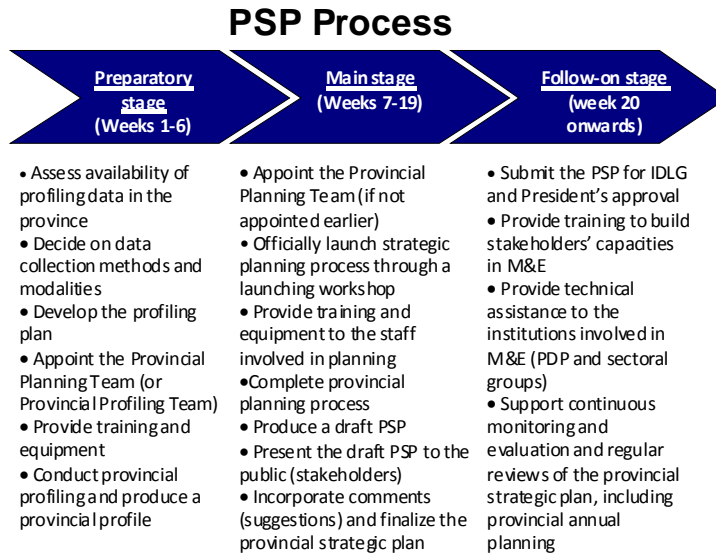 PSP Process
Preparatory
stage
(Weeks 1-6)
Main stage
(Weeks 7-19)
Follow-on stage
(week 20
onwards)
• Assess availability of
profiling data in the
province
• Decide on data
collection methods and
modalities
• Develop the profiling
plan
• Appoint the Provincial
Planning Team (or
Provincial Profiling Team)
• Provide training and
equipment
• Conduct provincial
profiling and produce a
provincial profile
• Appoint the Provincial
Planning Team (if not
appointed earlier)
• Officially launch strategic
planning process through a
launching workshop
• Provide training and
equipment to the staff
involved in planning
•Complete provincial
planning process
• Produce a draft PSP
• Present the draft PSP to the
public (stakeholders)
• Incorporate comments
(suggestions) and finalize the
provincial strategic plan
• Submit the PSP for IDLG
and President's approval
• Provide training to build
stakeholders' capacities
in M&E
• Provide technical
assistance to the
institutions involved in
M&E (PDP and sectoral
groups)
• Support continuous
monitoring and
evaluation and regular
reviews of the provincial
strategic plan, including
provincial annual
planning